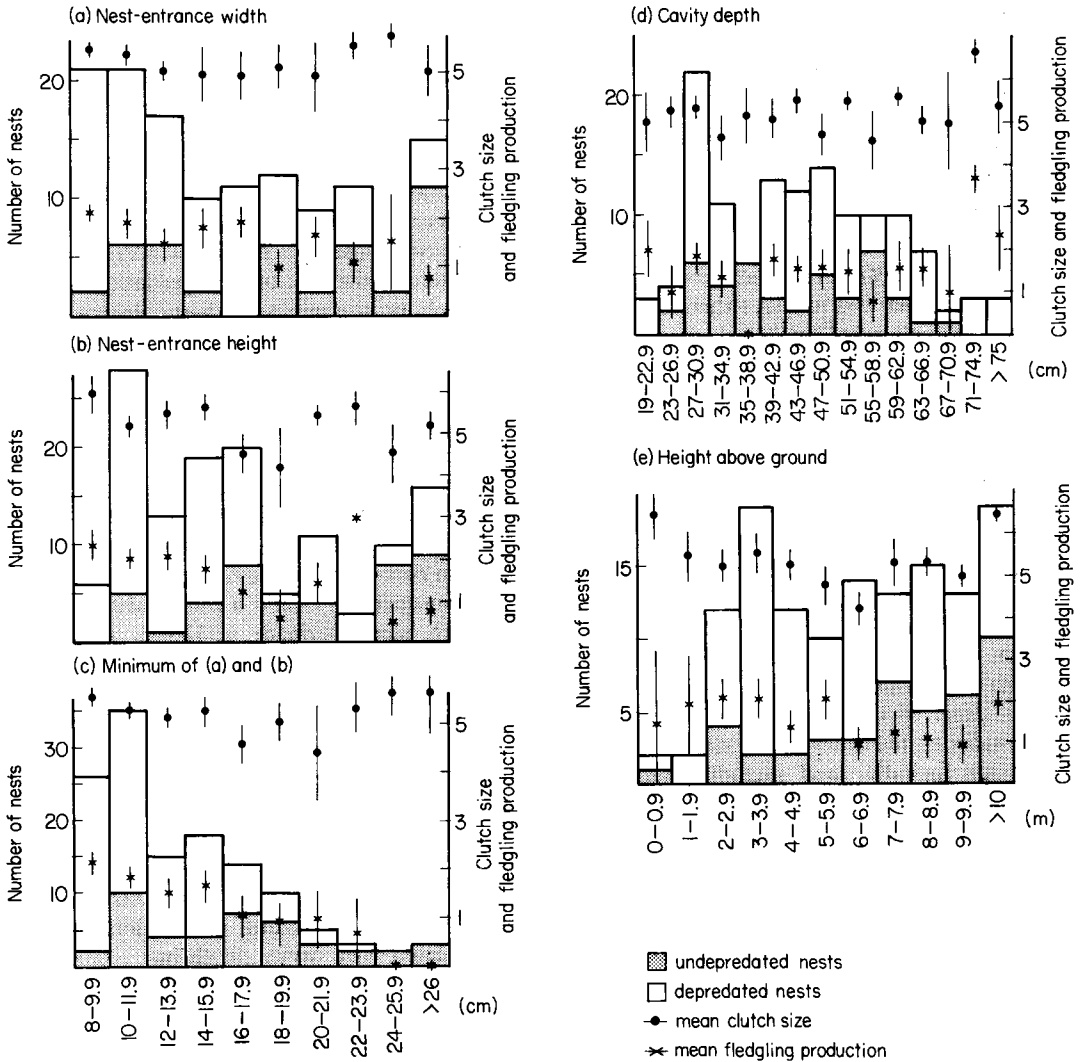 (a) Nest-entrance width
Number of nests
20
10
5
3
1
Clutch size
and fledgling production
(b) Nest-entrance height
Number of nests
20
10
5
3
1
Clutch size
and fledgling production
(c) Minimum of (a) and (b)
Number of nests
30
20
10
5
3
1
Clutch size
and fledgling production
8-9.9
10-11.9
12-13.9
14-15.9
16-17.9
18-19.9
20-21.9
22-23.9
24-25.9
>26
(cm)
(d) Cavity depth
Number of nests
20
10
5
3
1
Clutch size and fledgling production
19-22.9
23-26.9
27-30.9
31-34.9
35-38.9
39-42.9
43-46.9
47-50.9
51-54.9
55-58.9
59-62.9
63-66.9
67-70.9
71-74.9
>75
(cm)
(e) Height above ground
Number of nests
15
5
5
3
1
Clutch size and fledgling production
0-0.9
1-1.9
2-2.9
3-3.9
4-4.9
5-5.9
6-6.9
7-7.9
8-8.9
9-9.9
>10
(m)
undepredated nests
depredated nests
mean clutch size
mean fledgling production